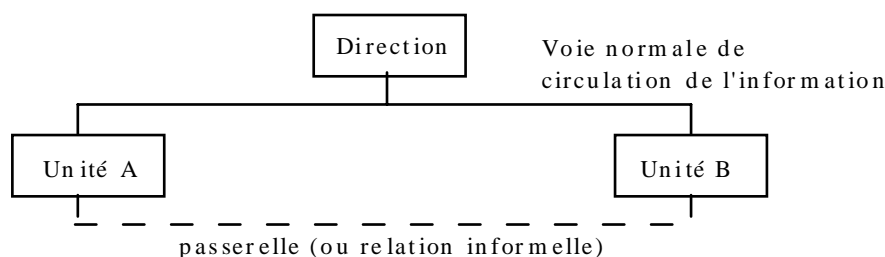 Direction
Voie normale de
circulation de l'information
Unité A
Unité B
passerelle (ou relation informelle)